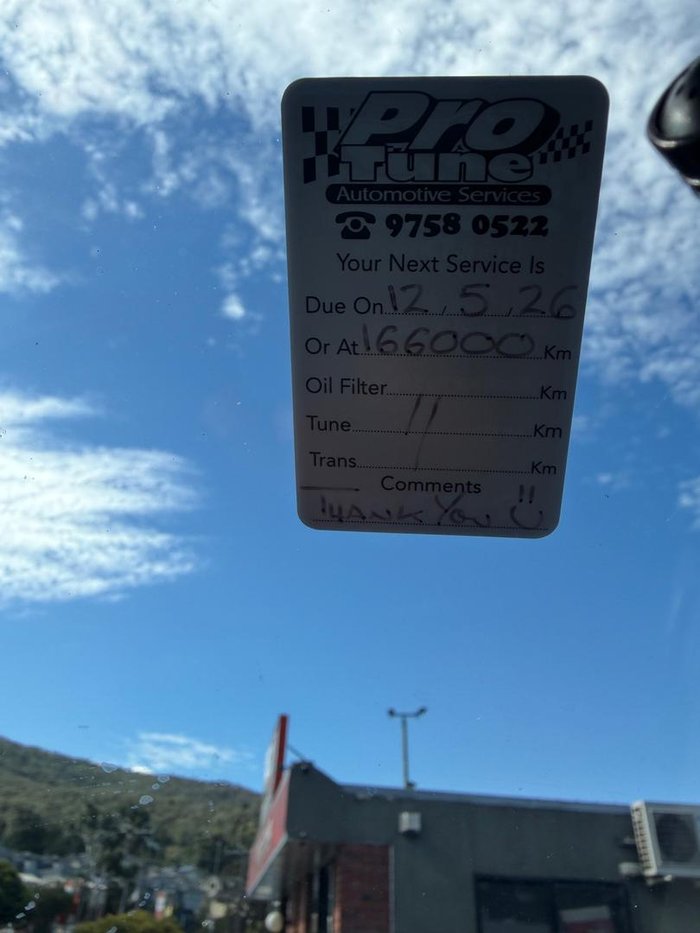 Pro
Tune
Automotive Services
9758 0522
Your Next Service Is
Due On 12, 5, 26
Or At 166000 Km
Oil Filter Km
Tune 11 Km
Trans Km
Comments
THANK YOU